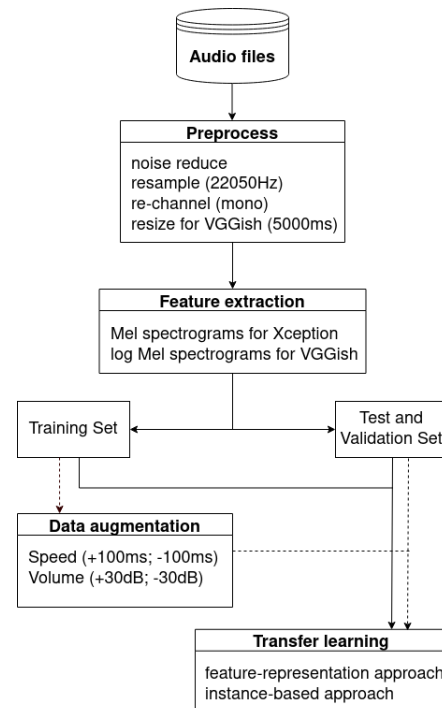 Audio files
Preprocess
noise reduce
resample (22050Hz)
re-channel (mono)
resize for VGGish (5000ms)
Feature extraction
Mel spectrograms for Xception
log Mel spectrograms for VGGish
Training Set
Test and
Validation Set
Data augmentation
Speed (+100ms; -100ms)
Volume (+30dB; -30dB)
Transfer learning
feature-representation approach
instance-based approach